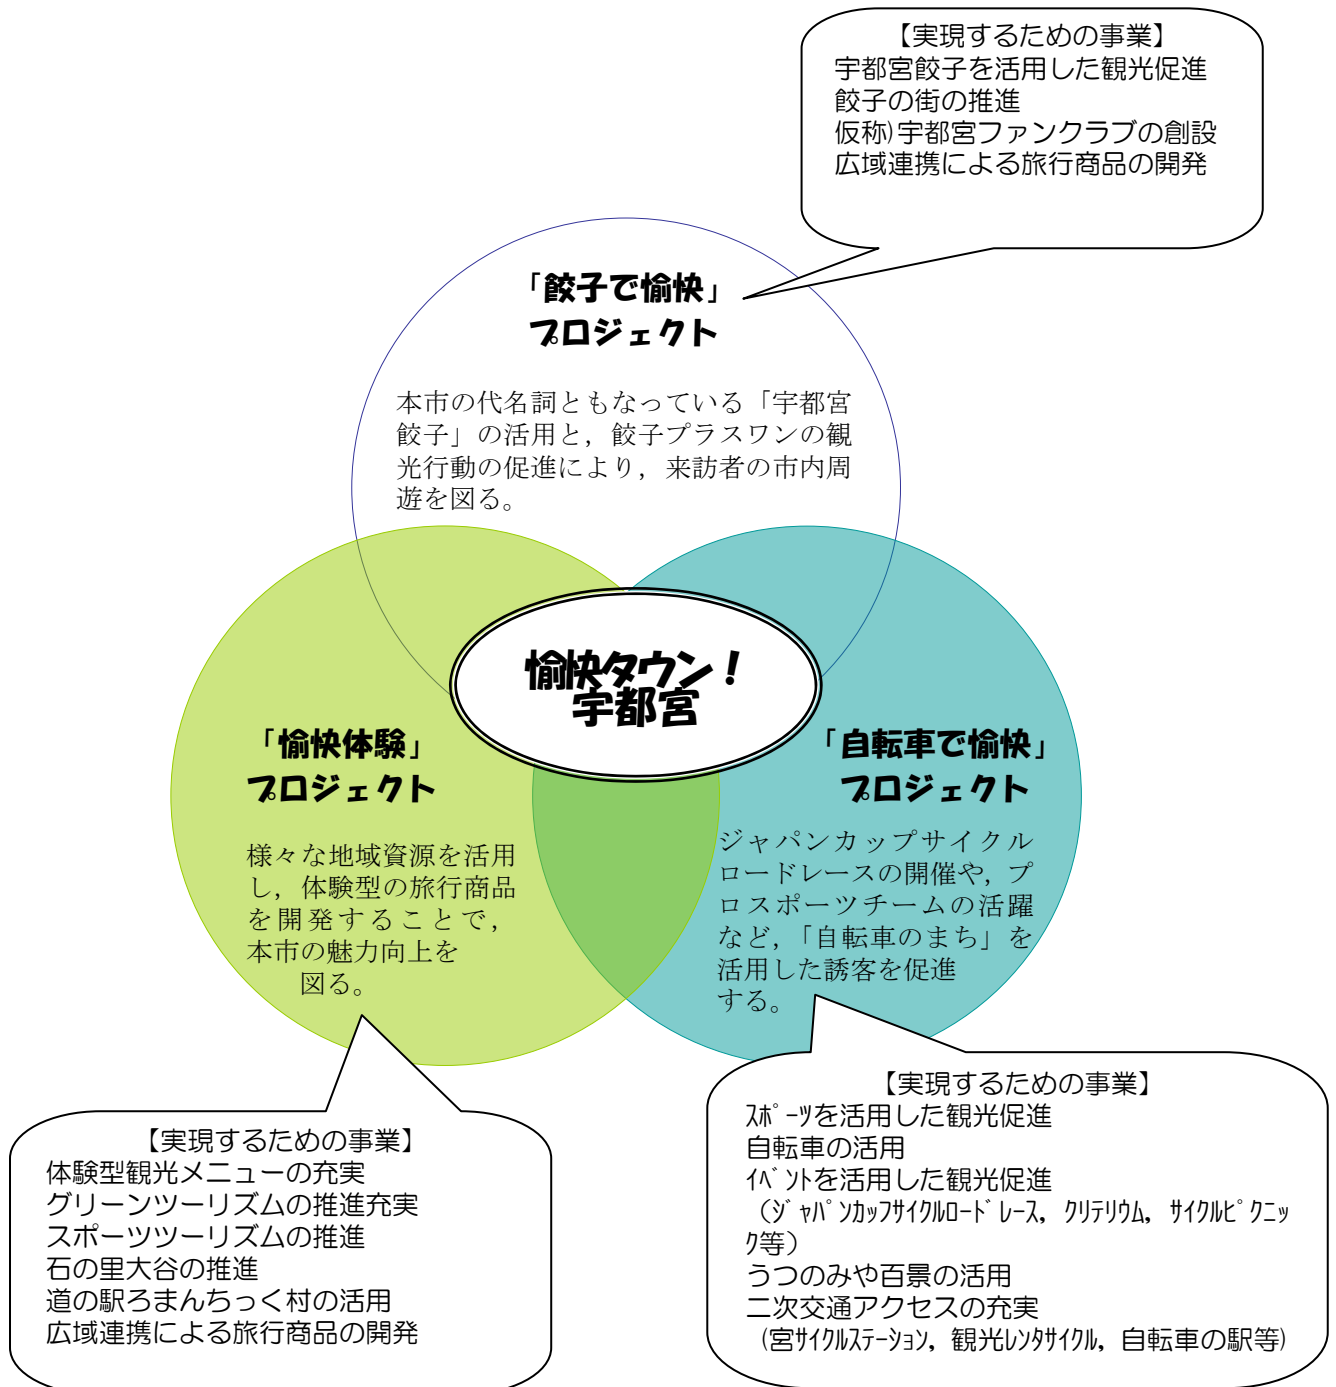 【実現するための事業】
宇都宮餃子を活用した観光促進
餃子の街の推進
仮称)宇都宮ファンクラブの創設
広域連携による旅行商品の開発
「餃子で愉快」
プロジェクト
本市の代名詞ともなっている「宇都宮
餃子」の活用と，餃子プラスワンの観
光行動の促進により，来訪者の市内周
遊を図る。
愉快タウン！
宇都宮
「愉快体験」
プロジェクト
様々な地域資源を活用
し，体験型の旅行商品
を開発することで，
本市の魅力向上を
図る。
「自転車で愉快」
プロジェクト
ジャパンカップサイクル
ロードレースの開催や，プ
ロスポーツチームの活躍
など，「自転車のまち」を
活用した誘客を促進
する。
【実現するための事業】
体験型観光メニューの充実
グリーンツーリズムの推進充実
スポーツツーリズムの推進
石の里大谷の推進
道の駅ろまんちっく村の活用
広域連携による旅行商品の開発
【実現するための事業】
ｽﾎﾟｰﾂを活用した観光促進
自転車の活用
ｲﾍﾞﾝﾄを活用した観光促進
（ｼﾞｬﾊﾟﾝｶｯﾌｻｲｸﾙﾛｰﾄﾞﾚｰｽ，ｸﾘﾃﾘｳﾑ，ｻｲｸﾙﾋﾟｸﾆｯ
ｸ等）
うつのみや百景の活用
二次交通アクセスの充実
(宮ｻｲｸﾙｽﾃｰｼｮﾝ，観光ﾚﾝﾀｻｲｸﾙ，自転車の駅等)